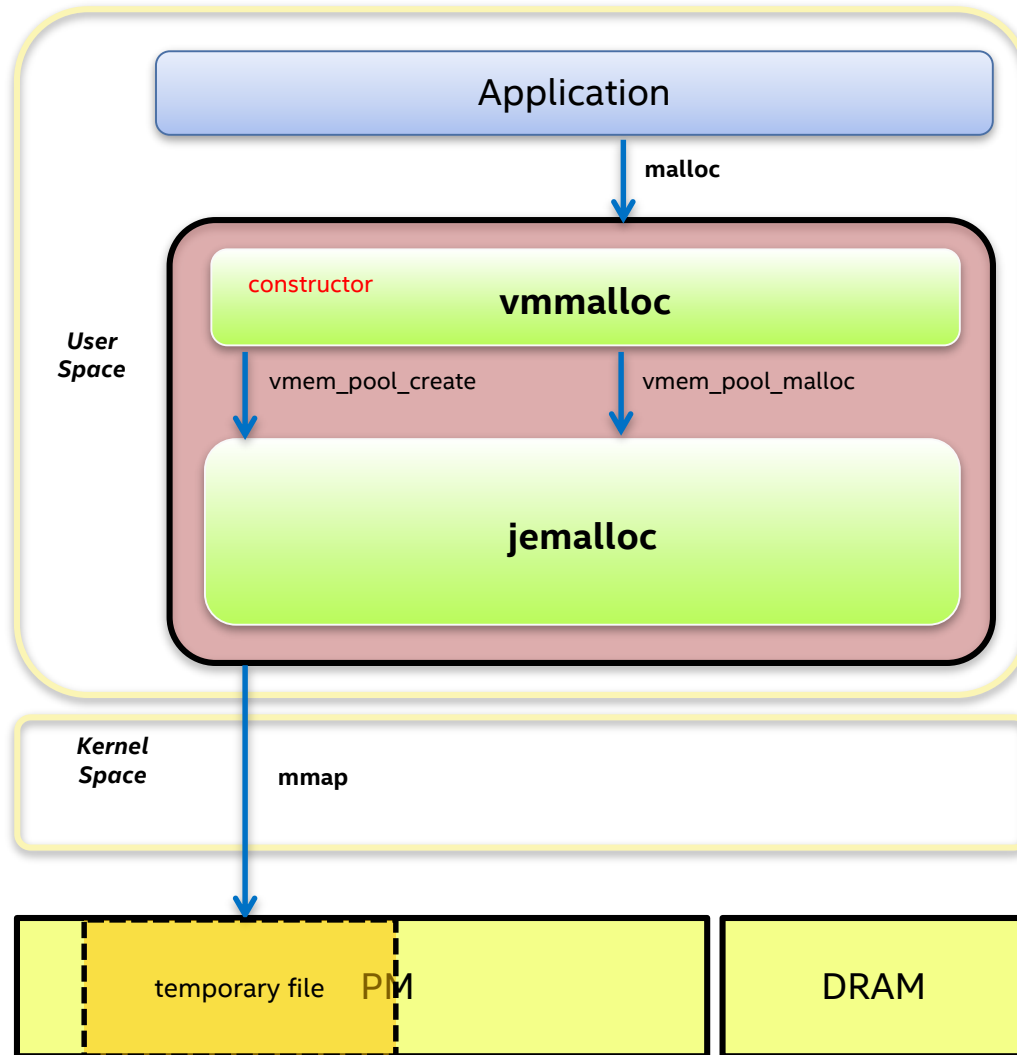 Application
malloc
constructor
vmmalloc
User
Space
vmem_pool_create
vmem_pool_malloc
jemalloc
Kernel
Space
mmap
temporary file
PM
DRAM